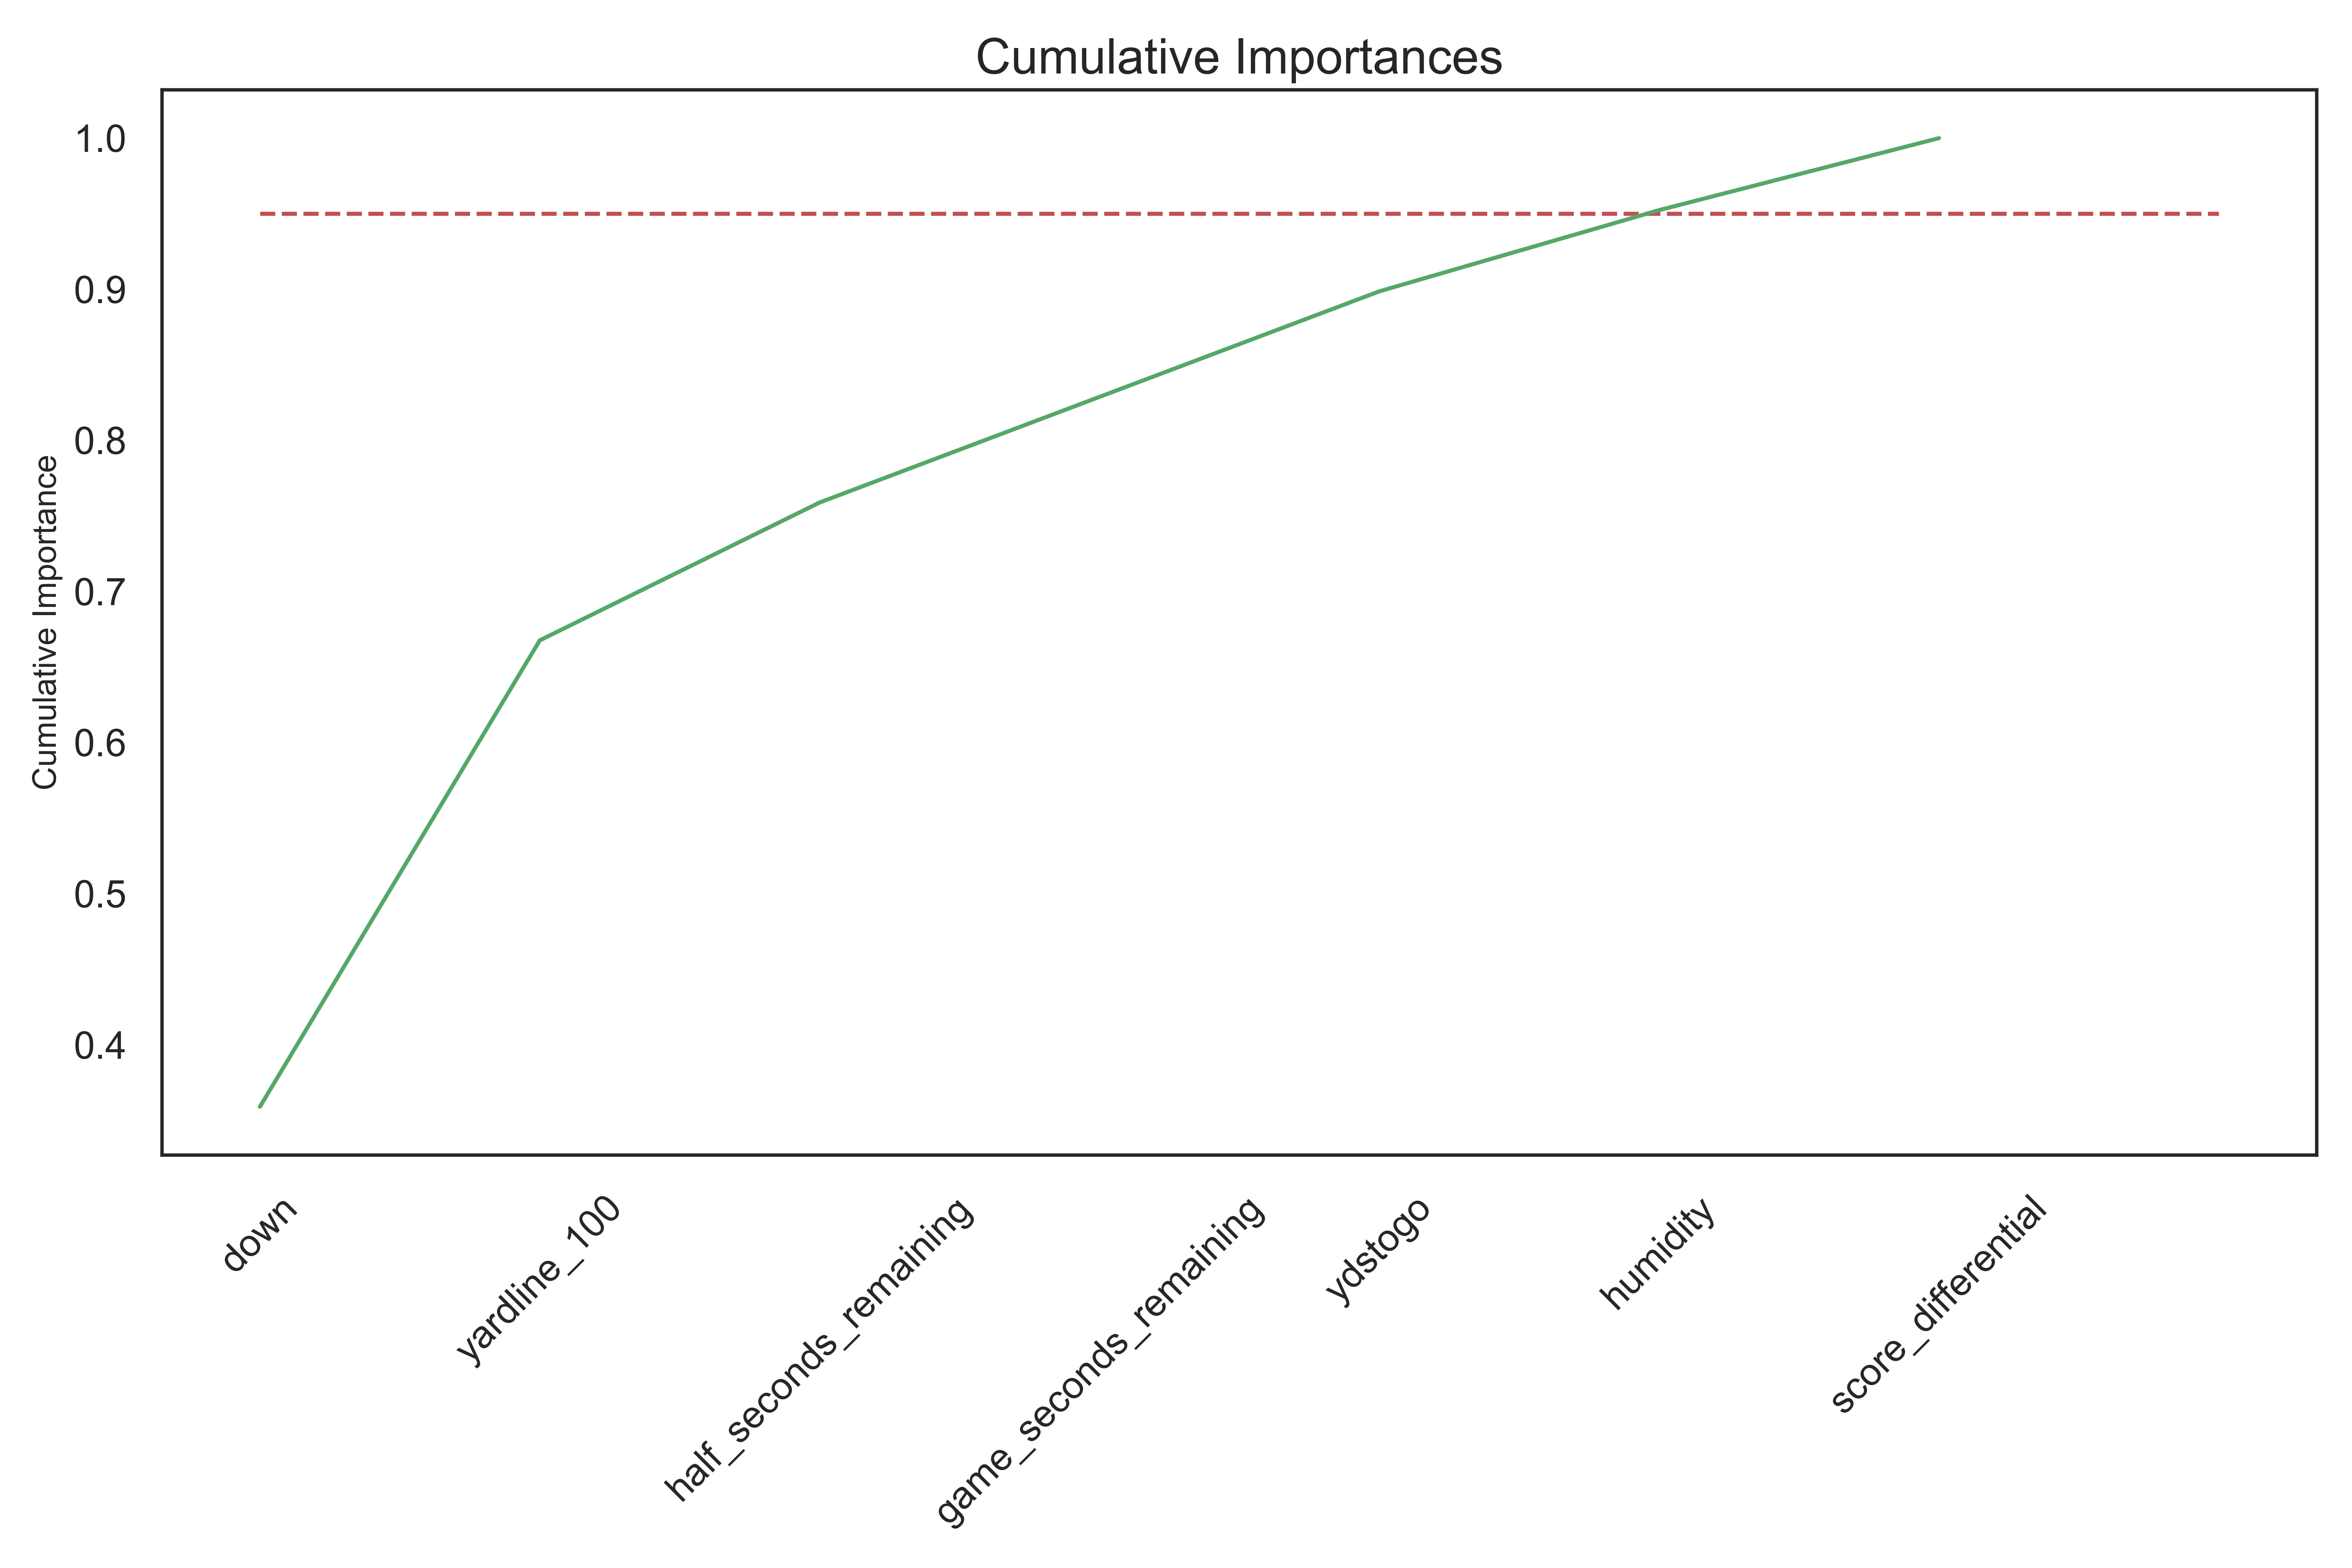 Cumulative Importances
Cumulative Importance
1.0
0.9
0.8
0.7
0.6
0.5
0.4
down
yardline_100
half_seconds_remaining
game_seconds_remaining
ydstogo
humidity
score_differential